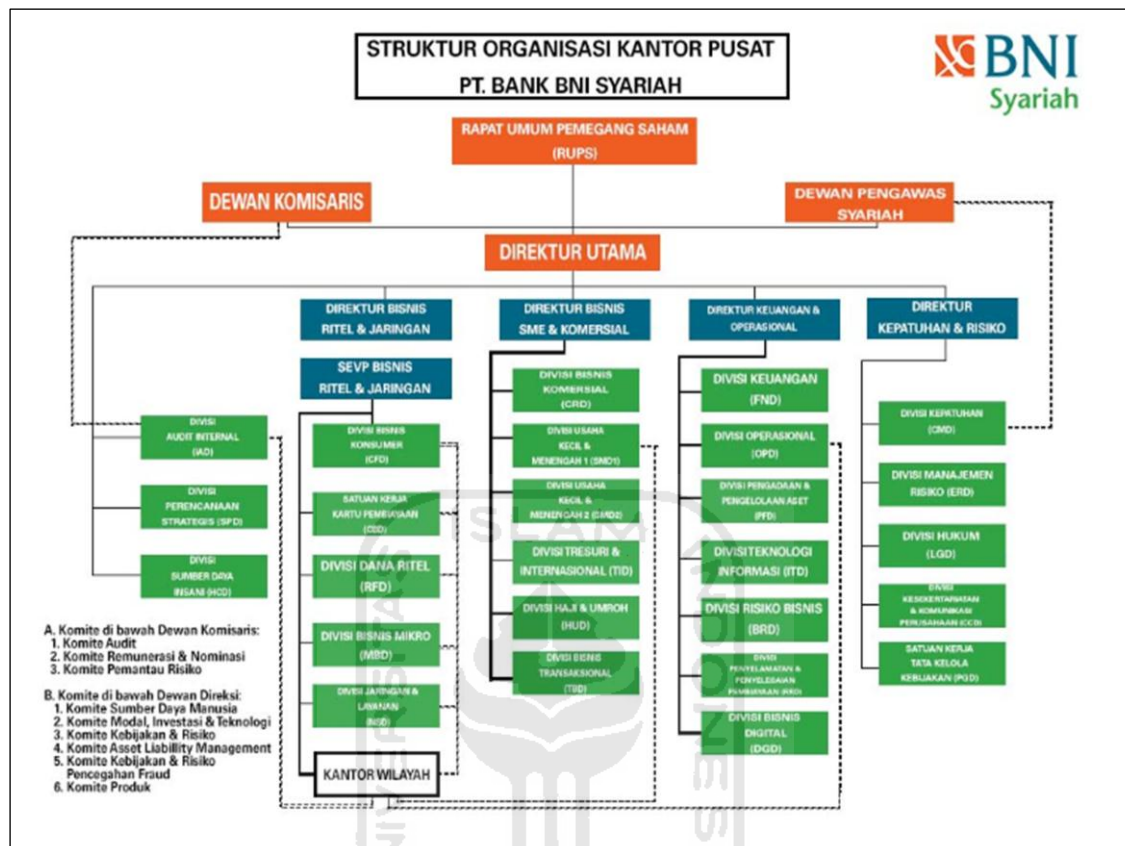 STRUKTUR ORGANISASI KANTOR PUSAT
PT. BANK BNI SYARIAH
BNI
Syariah
RAPAT UMUM PEMEGANG SAHAM
(RUPS)
DEWAN KOMISARIS
DEWAN PENGAWAS
SYARIAH
DIREKTUR UTAMA
DIREKTUR BISNIS
RITEL & JARINGAN
DIREKTUR BISNIS
SME & KOMERSIAL
DIREKTUR KEUANGAN &
OPERASIONAL
DIREKTUR
KEPATUHAN & RISIKO
SEVP BISNIS
RITEL & JARINGAN
DIVISI
AUDIT INTERNAL
(IAD)
DIVISI
PERENCANAAN
STRATEGIS (SPD)
DIVISI
SUMBER DAYA
INSANI (HCD)
DIVISI BISNIS
KONSUMER
(CFD)
SATUAN KERJA
KARTU PEMBIAYAAN
DIVISI DANA RITEL
(RFD)
DIVISI BISNIS MIKRO
(MBD)
DIVISI JARINGAN &
LAYANAN
KANTOR WILAYAH
DIVISI BISNIS
KOMERSIAL
(CRD)
DIVISI USAHA
KECIL &
MENENGAH 1 (SMD1)
DIVISI USAHA
KECIL &
MENENGAH 2 (SMD2)
DIVISI TRESURI &
INTERNASIONAL (TID)
DIVISI HAJI & UMROH
(HUD)
DIVISI BISNIS
TRANSAKSIONAL
(TBD)
DIVISI KEUANGAN
(FND)
DIVISI OPERASIONAL
(OPD)
DIVISI PENGADAAN &
PENGELOLAAN ASET
(PFD)
DIVISI TEKNOLOGI
INFORMASI (ITD)
DIVISI RISIKO BISNIS
(BRD)
DIVISI
PENYELAMATAN &
PENYELESAIAN
PEMBIAYAAN (RRD)
DIVISI BISNIS
DIGITAL
(DGD)
DIVISI KEPATUHAN
(CMD)
DIVISI MANAJEMEN
RISIKO (ERD)
DIVISI HUKUM
(LGD)
DIVISI
KESEKERTARIATAN
& KOMUNIKASI
PERUSAHAAN
SATUAN KERJA
TATA KELOLA
KEBIJAKAN (PGD)
A. Komite di bawah Dewan Komisaris:
1. Komite Audit
2. Komite Remunerasi & Nominasi
3. Komite Pemantau Risiko
B. Komite di bawah Dewan Direksi:
1. Komite Sumber Daya Manusia
2. Komite Modal, Investasi & Teknologi
3. Komite Kebijakan & Risiko
4. Komite Asset Liabillity Management
5. Komite Kebijakan & Risiko
Pencegahan Fraud
6. Komite Produk
UNIVERSITAS ISLAM INDONES